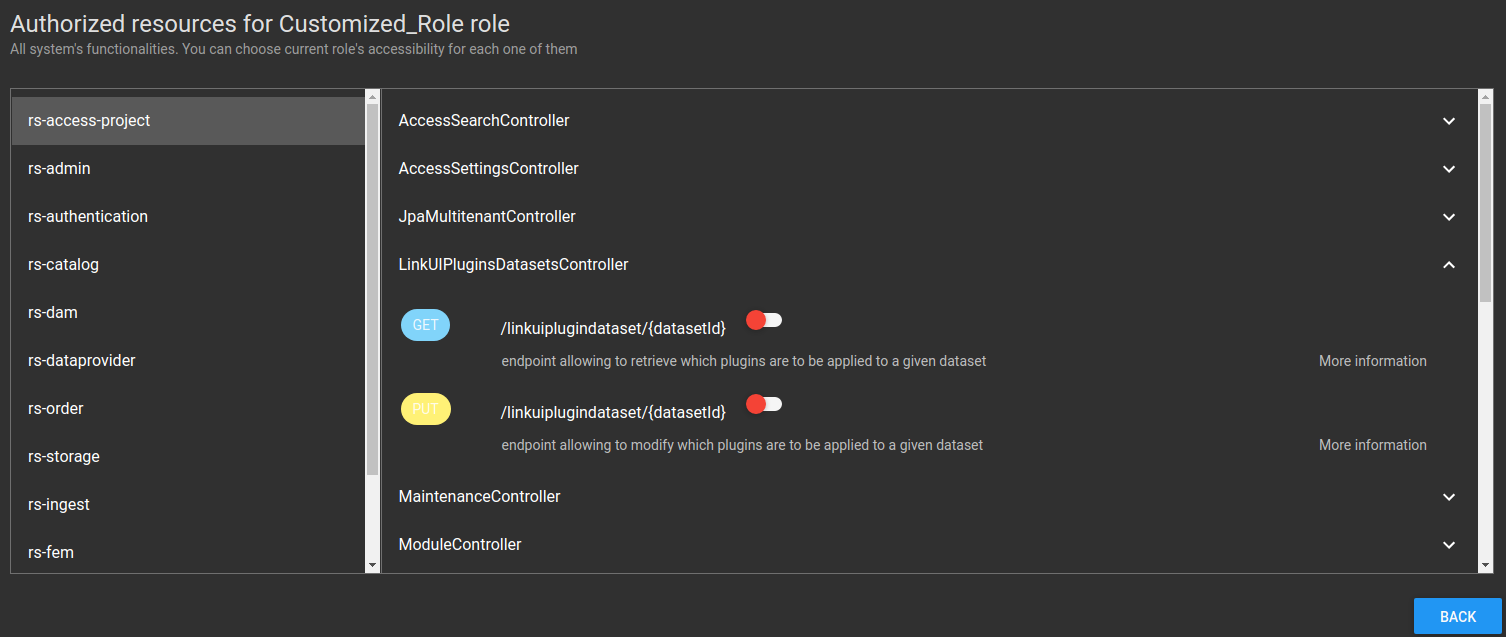 Authorized resources for Customized_Role role
All system's functionalities. You can choose current role's accessibility for each one of them
rs-access-project
rs-admin
rs-authentication
rs-catalog
rs-dam
rs-dataprovider
rs-order
rs-storage
rs-ingest
rs-fem
AccessSearchController
AccessSettingsController
JpaMultitenantController
LinkUIPluginsDatasetsController
GET /linkuiplugindataset/{datasetId}
endpoint allowing to retrieve which plugins are to be applied to a given dataset More information
PUT /linkuiplugindataset/{datasetId}
endpoint allowing to modify which plugins are to be applied to a given dataset More information
MaintenanceController
ModuleController
BACK